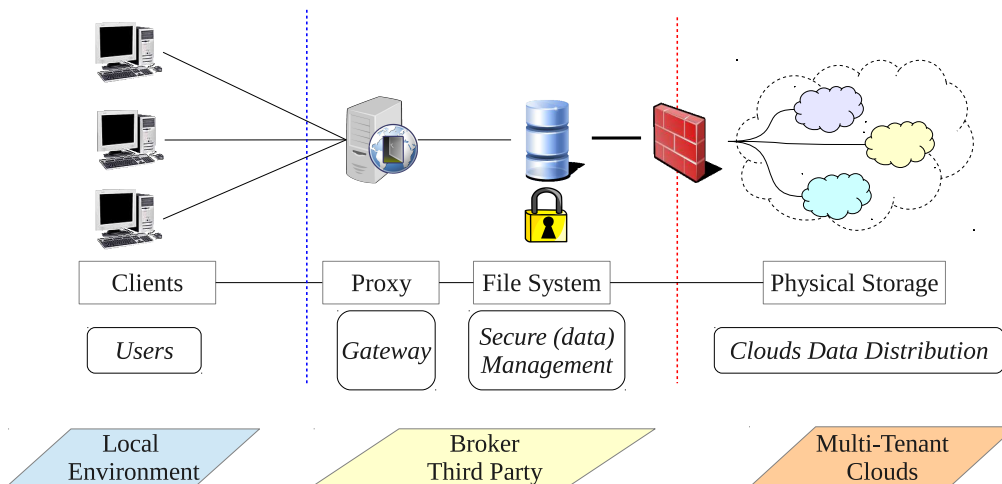 Clients
Proxy
File System
Physical Storage
Users
Gateway
Secure (data)
Management
Clouds Data Distribution
Local
Environment
Broker
Third Party
Multi-Tenant
Clouds